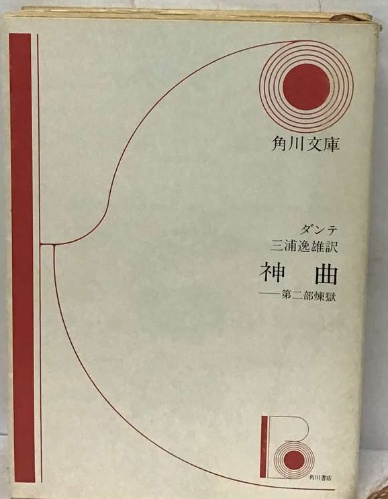 角川文庫
ダンテ
三浦逸雄訳
神曲
──第二部煉獄
B
角川書店